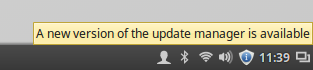 A new version of the update manager is available
11:39